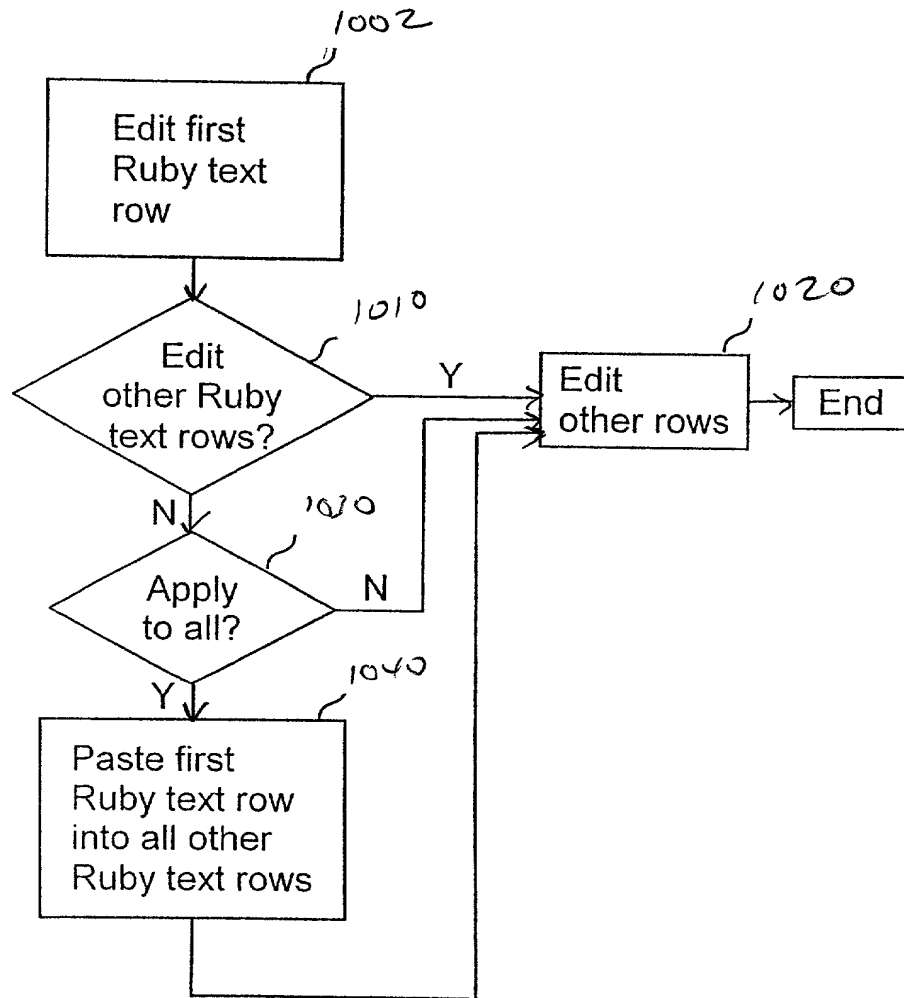 1002
Edit first
Ruby text
row
1010
Edit
other Ruby
text rows?
Y
1020
Edit
other rows
End
N
1030
Apply
to all?
N
Y
1040
Paste first
Ruby text row
into all other
Ruby text rows